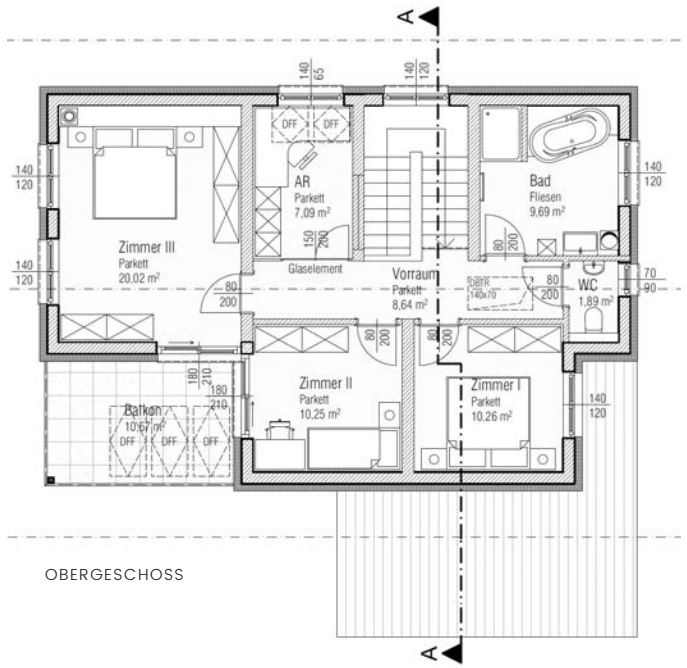 A
140
65
140
120
DFF
DFF
AR
Parkett
7,09 m²
Bad
Fliesen
9,69 m²
140
120
140
120
Zimmer III
Parkett
20,02 m²
150
200
80
200
Glaselement
140
120
Vorraum
Parkett
8,64 m²
DBTR
140x70
80
200
WC
1,89 m²
70
90
80
200
80
200
80
200
180
210
180
210
Zimmer II
Parkett
10,25 m²
Zimmer I
Parkett
10,26 m²
140
120
Balkon
10,67 m²
DFF
DFF
DFF
OBERGESCHOSS
A